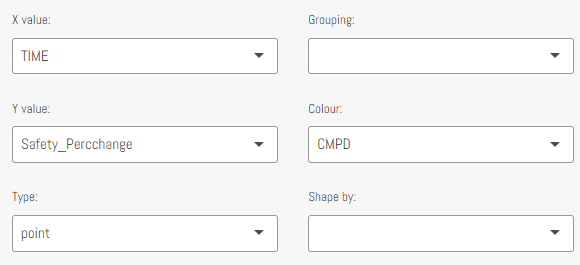 X value:
Grouping:
TIME
Y value:
Colour:
Safety_Percchange
CMPD
Type:
Shape by:
point